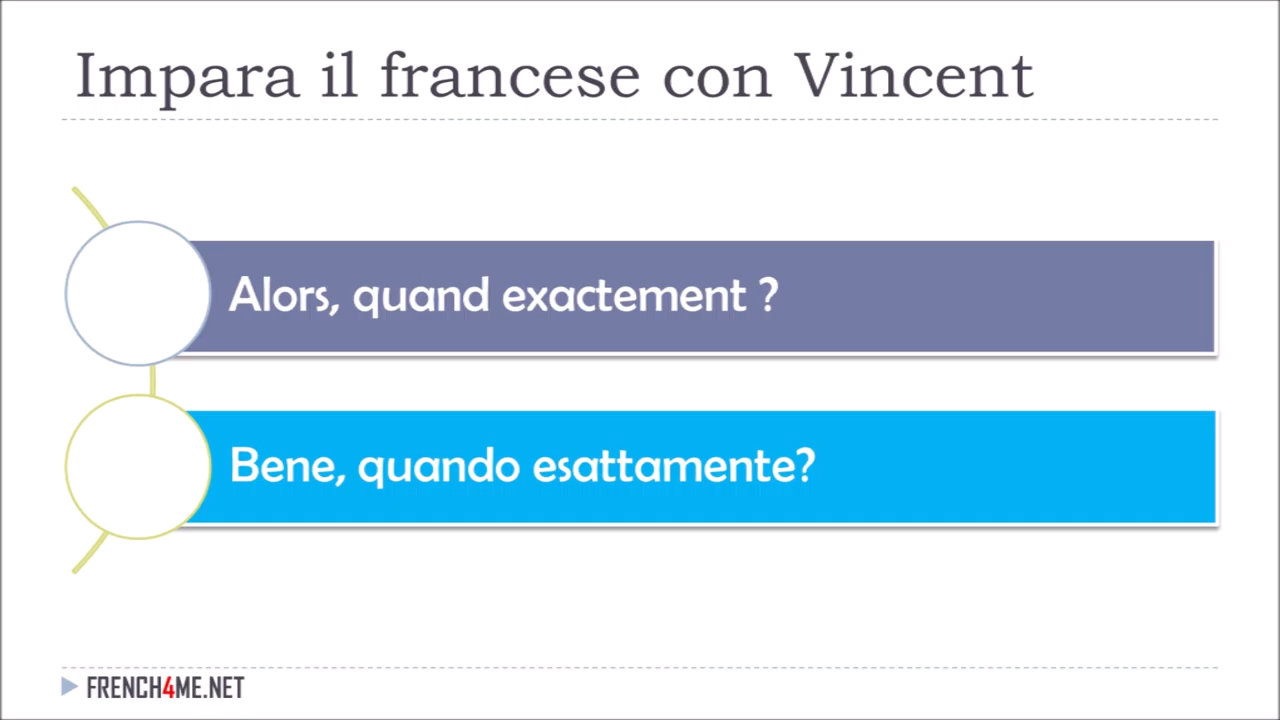 Impara il francese con Vincent
Alors, quand exactement ?
Bene, quando esattamente?
FRENCH4ME.NET